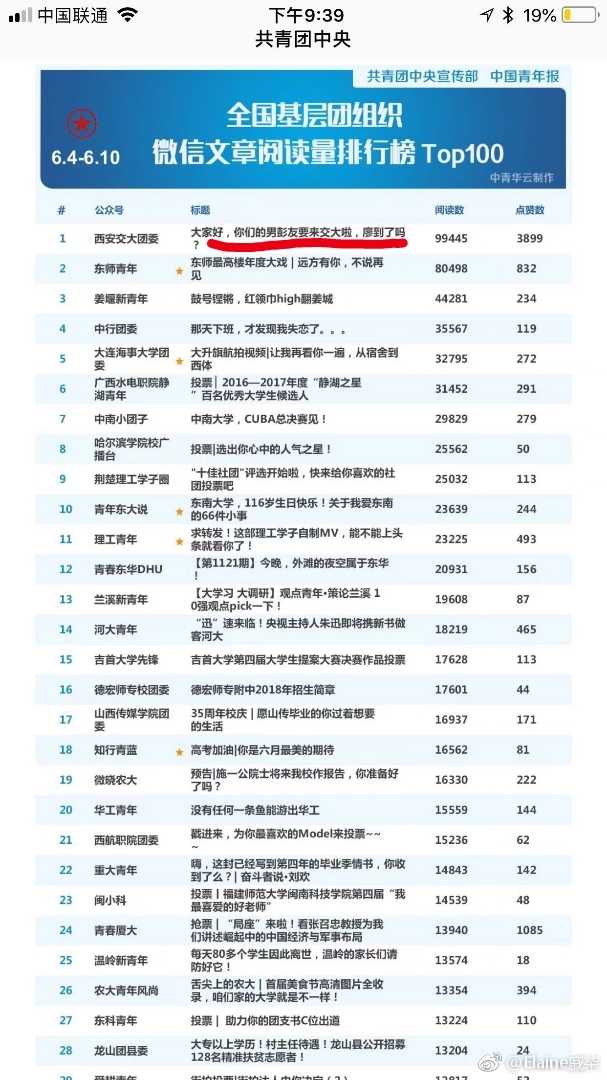 中国联通 下午9:39 19%
共青团中央
共青团中央宣传部 中国青年报
全国基层团组织
6.4-6.10 微信文章阅读量排行榜 Top100
中青华云制作
# 公众号 标题 阅读数 点赞数
1 西安交大团委 大家好，你们的男彭友要来交大啦，廖到了吗 99445 3899
？
2 东师青年 东师最高楼年度大戏 | 远方有你，不说再 80498 832
见
3 姜堰新青年 鼓号铿锵，红领巾high翻姜城 44281 234
4 中行团委 那天下班，才发现我失恋了。。。 35567 119
5 大连海事大学团 大升旗航拍视频|让我再看你一遍，从宿舍到 32795 272
委 西体
6 广西水电职院静 投票 | 2016—2017年度“静湖之星 31452 291
湖青年 ”百名优秀大学生候选人
7 中南小团子 中南大学，CUBA总决赛见！ 29829 279
8 哈尔滨学院校广 投票|选出你心中的人气之星！ 25562 50
播台
9 荆楚理工学子圈 "十佳社团"评选开始啦，快来给你喜欢的社 25032 113
团投票吧
10 青年东大说 东南大学，116岁生日快乐！关于我爱东南 23639 244
的66件小事
11 理工青年 求转发！这部理工学子自制MV，能不能上头 23225 493
条就看你了！
12 青春东华DHU 【第1121期】今晚，外滩的夜空属于东华 20931 156
！
13 兰溪新青年 【大学习 大调研】观点青年·策论兰溪 1 19608 87
0强观点pick一下！
14 河大青年 “迅”速来临！央视主持人朱迅即将携新书做 18219 465
客河大
15 吉首大学先锋 吉首大学第四届大学生提案大赛决赛作品投票 17628 113
16 德宏师专校团委 德宏师专附中2018年招生简章 17601 44
17 山西传媒学院团 35周年校庆 | 愿山传毕业的你过着想要 16937 171
委 的生活
18 知行青蓝 高考加油|你是六月最美的期待 16562 81
19 微晓农大 预告|施一公院士将来我校作报告，你准备好 16330 222
了吗？
20 华工青年 没有任何一条鱼能游出华工 15559 144
21 西航职院团委 戳进来，为你最喜欢的Model来投票~~ 15236 62
~
22 重大青年 嗨，这封已经写到第四年的毕业季情书，你收 14843 142
到了么？| 奋斗者说·刘欢
23 闽小科 投票丨福建师范大学闽南科技学院第四届“我 14539 48
最喜爱的好老师”
24 青春厦大 抢票 | “局座”来啦！看张召忠教授为我 13940 1085
们讲述崛起中的中国经济与军事布局
25 温岭新青年 每天80多个学生因此离世，温岭的家长们请 13574 18
防好它！
26 农大青年风尚 舌尖上的农大 | 首届美食节高清图片全收 13354 394
录，咱们家的大学就是不一样！
27 东科青年 投票 | 助力你的团支书C位出道 13224 110
28 龙山团县委 大专以上学历！村主任待遇！龙山县公开招募 13204 24
128名精准扶贫志愿者！